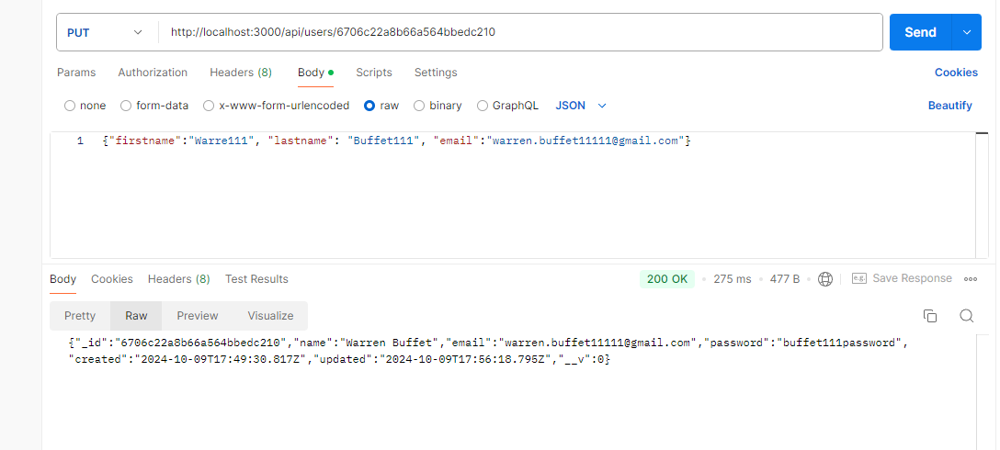 PUT http://localhost:3000/api/users/6706c22a8b66a564bbedc210 Send
Params Authorization Headers (8) Body Scripts Settings Cookies
none form-data x-www-form-urlencoded raw binary GraphQL JSON Beautify
1 {"firstname":"Warre111", "lastname": "Buffet111", "email":"warren.buffet11111@gmail.com"}
Body Cookies Headers (8) Test Results 200 OK 275 ms 477 B e.g. Save Response
Pretty Raw Preview Visualize
{"_id":"6706c22a8b66a564bbedc210","name":"Warren Buffet","email":"warren.buffet11111@gmail.com","password":"buffet111password",
"created":"2024-10-09T17:49:30.817Z","updated":"2024-10-09T17:56:18.795Z","__v":0}